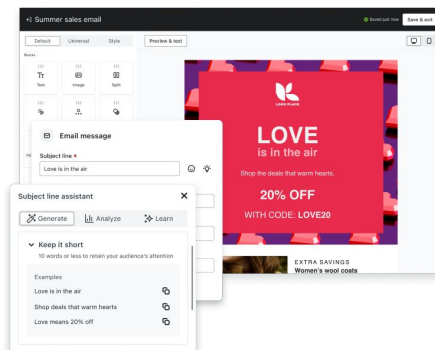 Summer sales email
Saved just now
Save & exit
Default
Universal
Style
Preview & test
Blocks
Text
Image
Split
LONG PLACE
LOVE
is in the air
Shop the deals that warm hearts.
20% OFF
WITH CODE: LOVE20
EXTRA SAVINGS
Women's wool coats
Email message
Subject line
Love is in the air
Subject line assistant
Generate
Analyze
Learn
Keep it short
10 words or less to retain your audience's attention
Examples
Love is in the air
Shop deals that warm hearts
Love means 20% off